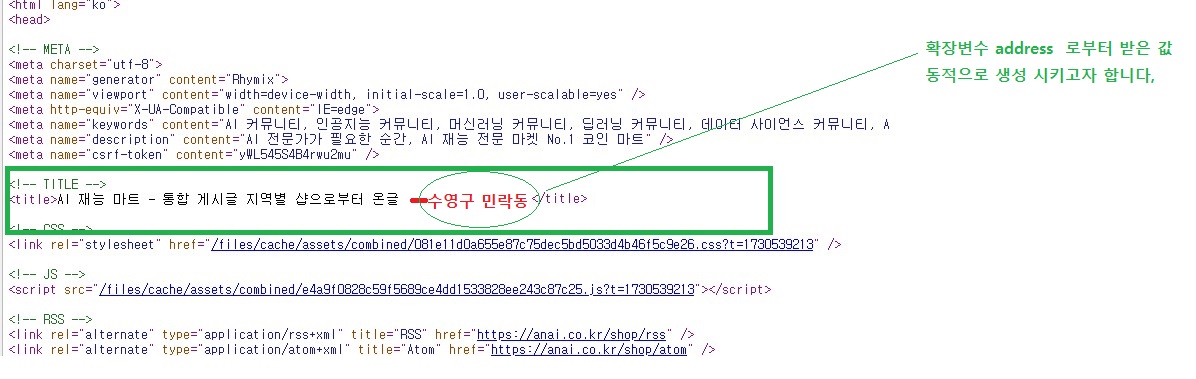 <html lang="ko">
<head>
<!-- META -->
<meta charset="utf-8">
<meta name="generator" content="Rhymix">
<meta name="viewport" content="width=device-width, initial-scale=1.0, user-scalable=yes" />
<meta http-equiv="X-UA-Compatible" content="IE=edge">
<meta name="keywords" content="AI 커뮤니티, 인공지능 커뮤니티, 머신러닝 커뮤니티, 딥러닝 커뮤니티, 데이터 사이언스 커뮤니티, A
<meta name="description" content="AI 전문가가 필요한 순간, AI 재능 전문 마켓 No.1 코인 마트" />
<meta name="csrf-token" content="yWL545S4B4rwu2mu" />
확장변수 address 로부터 받은 값
동적으로 생성 시키고자 합니다,
<!-- TITLE -->
<title>AI 재능 마트 - 통합 게시글 지역별 샵으로부터 온글 -수영구 민락동 </title>
<!-- CSS -->
<link rel="stylesheet" href="/files/cache/assets/combined/081e11d0a655e87c75dec5bd5033d4b46f5c9e26.css?t=1730539213" />
<!-- JS -->
<script src="/files/cache/assets/combined/e4a9f0828c59f5689ce4dd1533828ee243c87c25.js?t=1730539213"></script>
<!-- RSS -->
<link rel="alternate" type="application/rss+xml" title="RSS" href="https://anai.co.kr/shop/rss" />
<link rel="alternate" type="application/atom+xml" title="Atom" href="https://anai.co.kr/shop/atom" />